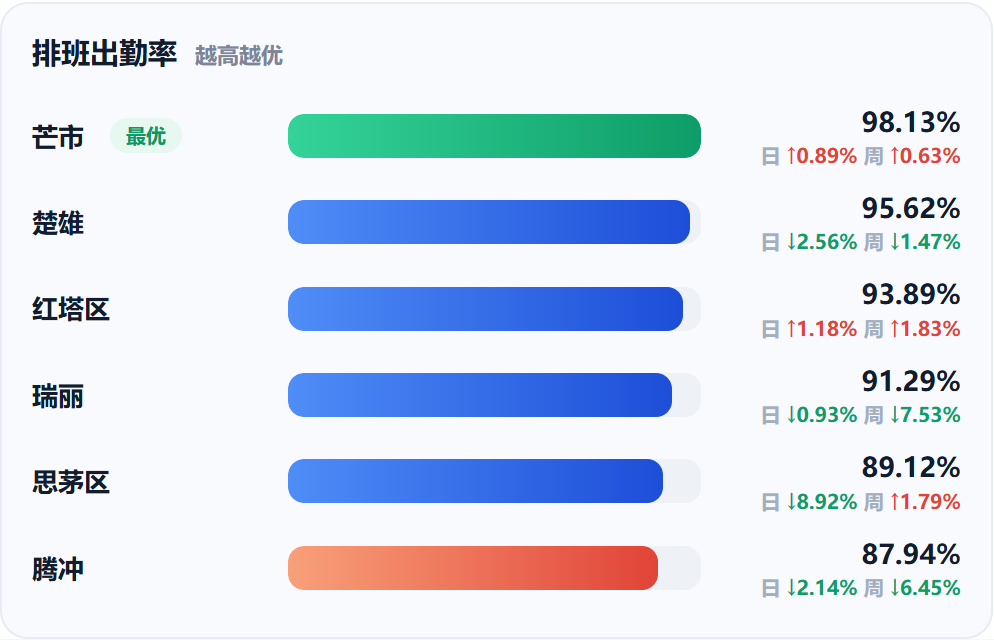 排班出勤率 越高越优
芒市 最优 98.13%
日 ↑0.89% 周 ↑0.63%
楚雄 95.62%
日 ↓2.56% 周 ↓1.47%
红塔区 93.89%
日 ↑1.18% 周 ↑1.83%
瑞丽 91.29%
日 ↓0.93% 周 ↓7.53%
思茅区 89.12%
日 ↓8.92% 周 ↑1.79%
腾冲 87.94%
日 ↓2.14% 周 ↓6.45%